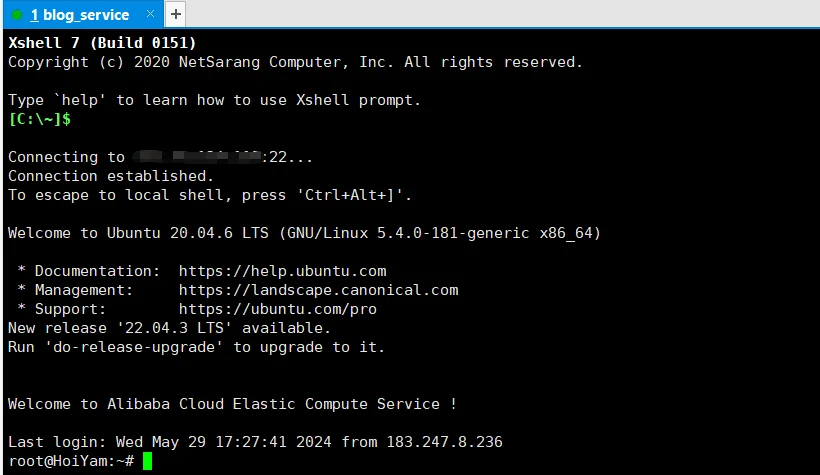 1 blog_service × +
Xshell 7 (Build 0151)
Copyright (c) 2020 NetSarang Computer, Inc. All rights reserved.
Type `help' to learn how to use Xshell prompt.
[C:\~]$
Connecting to :22...
Connection established.
To escape to local shell, press 'Ctrl+Alt+]'.
Welcome to Ubuntu 20.04.6 LTS (GNU/Linux 5.4.0-181-generic x86_64)
* Documentation:  https://help.ubuntu.com
* Management:     https://landscape.canonical.com
* Support:        https://ubuntu.com/pro
New release '22.04.3 LTS' available.
Run 'do-release-upgrade' to upgrade to it.
Welcome to Alibaba Cloud Elastic Compute Service !
Last login: Wed May 29 17:27:41 2024 from 183.247.8.236
root@HoiYam:~#